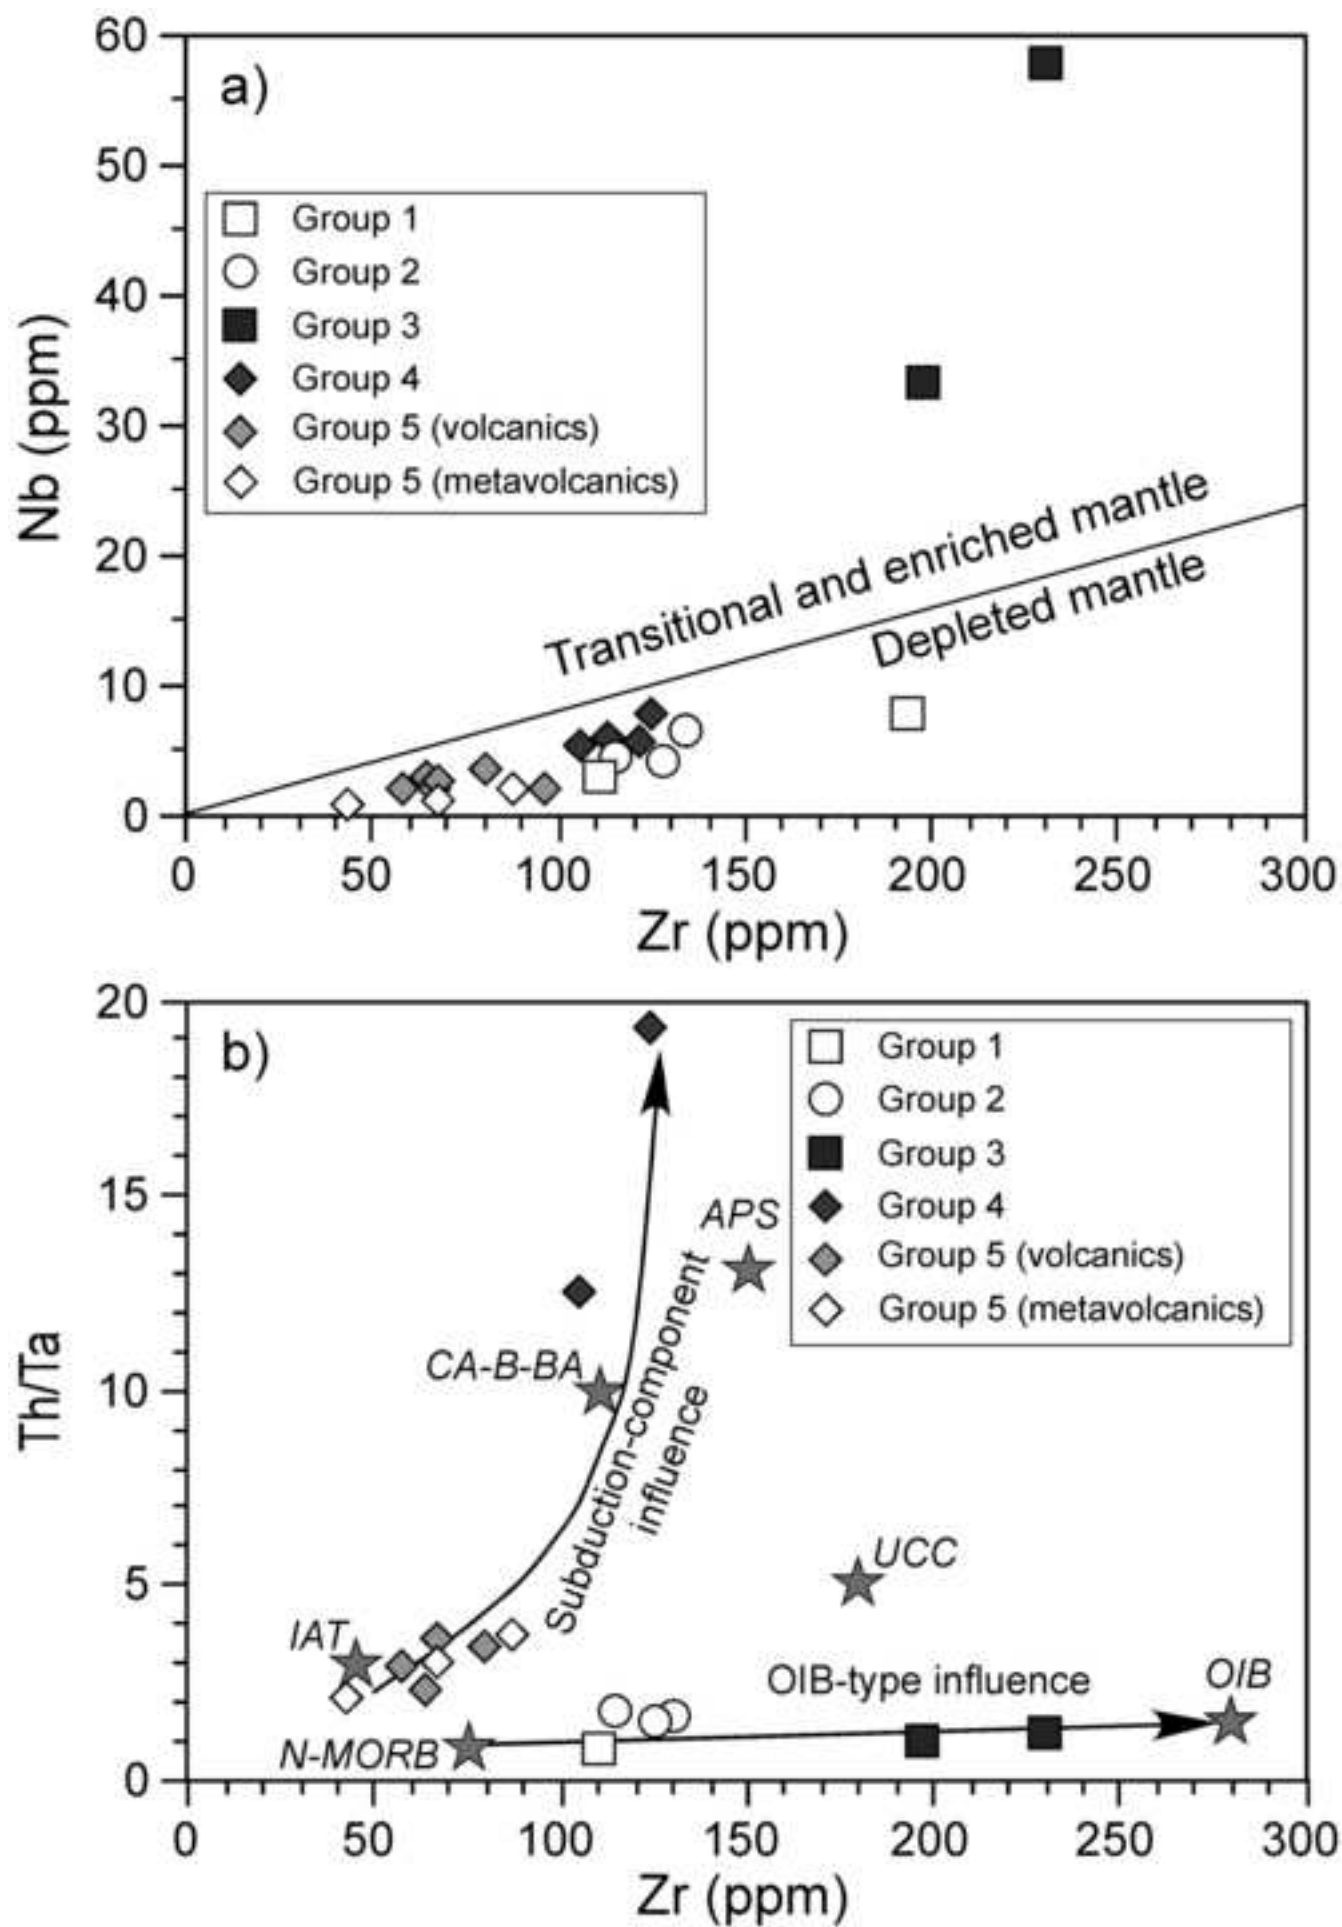 a)
60
50
40
30
20
10
0
Nb (ppm)
Group 1
Group 2
Group 3
Group 4
Group 5 (volcanics)
Group 5 (metavolcanics)
Transitional and enriched mantle
Depleted mantle
0 50 100 150 200 250 300
Zr (ppm)
b)
20
15
10
5
0
Th/Ta
Group 1
Group 2
Group 3
Group 4
Group 5 (volcanics)
Group 5 (metavolcanics)
APS
CA-B-BA
Subduction-component
influence
UCC
IAT
OIB-type influence
OIB
N-MORB
0 50 100 150 200 250 300
Zr (ppm)